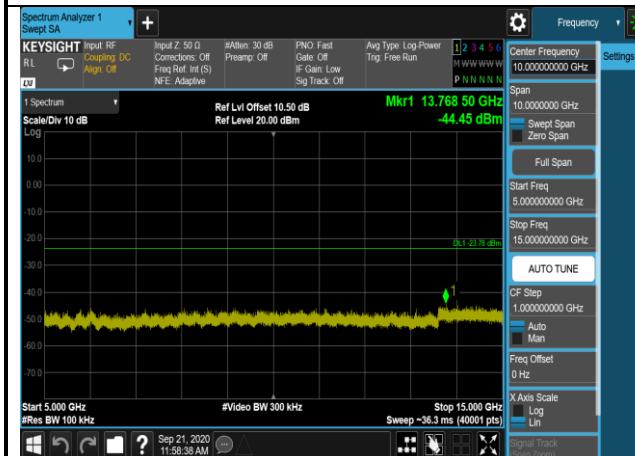 Spectrum Analyzer 1
Swept SA
+
Frequency
KEYSIGHT
RL
LXI
Input: RF
Coupling: DC
Align: Off
Input Z: 50 Ω
Corrections: Off
Freq Ref: Int (S)
NFE: Adaptive
#Atten: 30 dB
Preamp: Off
PNO: Fast
Gate: Off
IF Gain: Low
Sig Track: Off
Avg Type: Log-Power
Trig: Free Run
1 2 3 4 5 6
M W W W W W
P N N N N N
1 Spectrum
Scale/Div 10 dB
Log
Ref Lvl Offset 10.50 dB
Ref Level 20.00 dBm
Mkr1 13.768 50 GHz
-44.45 dBm
10.0
0.00
-10.0
-20.0
DL1 -23.78 dBm
-30.0
-40.0
1
-50.0
-60.0
-70.0
Start 5.000 GHz
#Res BW 100 kHz
#Video BW 300 kHz
Stop 15.000 GHz
Sweep ~36.3 ms (40001 pts)
Sep 21, 2020
11:58:38 AM
?
Center Frequency
10.000000000 GHz
Settings
Span
10.0000000 GHz
Swept Span
Zero Span
Full Span
Start Freq
5.000000000 GHz
Stop Freq
15.000000000 GHz
AUTO TUNE
CF Step
1.000000000 GHz
Auto
Man
Freq Offset
0 Hz
X Axis Scale
Log
Lin
Signal Track
(Span Zoom)